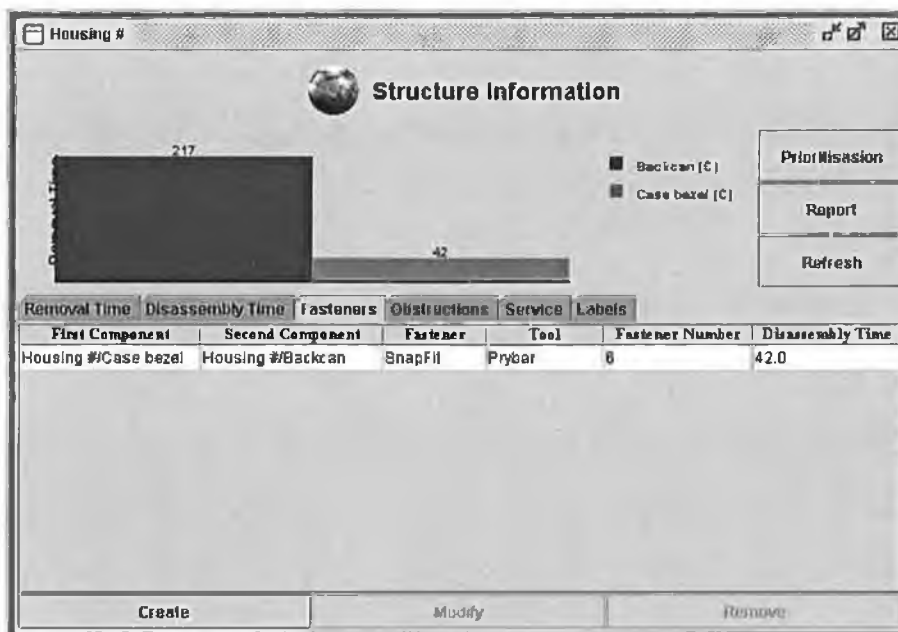 Housing #
Structure Information
217
42
Backcan [C]
Case bezel [C]
Prioritisasion
Report
Refresh
Removal Time Disassembly Time Fasteners Obstructions Service Labels
First Component Second Component Fastener Tool Fastener Number Disassembly Time
Housing #/Case bezel Housing #/Backcan SnapFit Prybar 6 42.0
Create Modify Remove